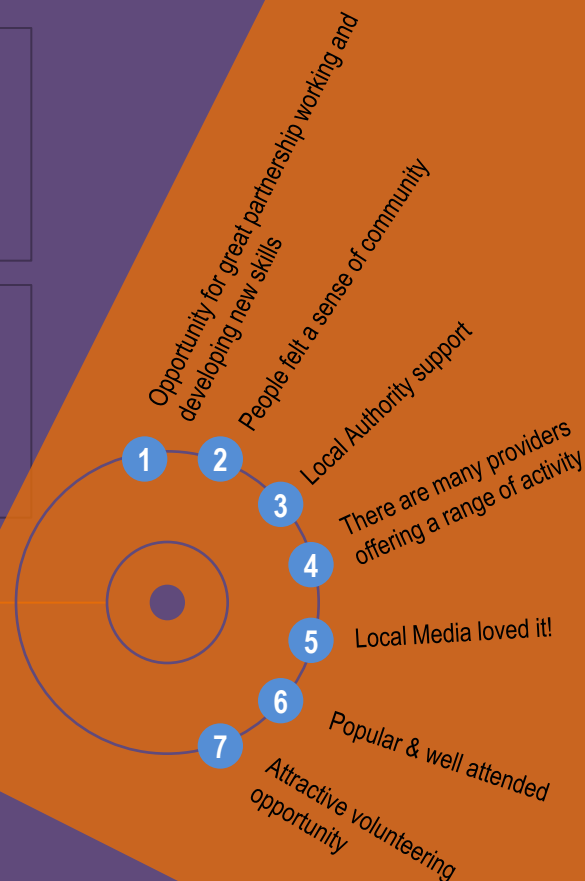 1
Opportunity for great partnership working and
developing new skills
2
People felt a sense of community
3
Local Authority support
4
There are many providers
offering a range of activity
5
Local Media loved it!
6
Popular & well attended
7
Attractive volunteering
opportunity